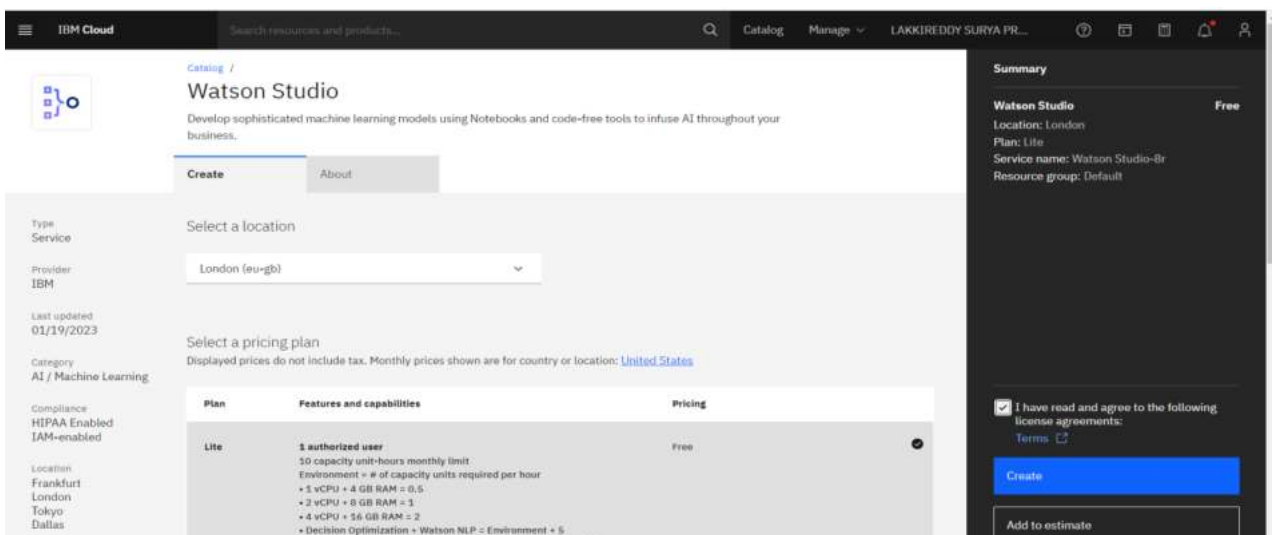 IBM Cloud
Search resources and products...
Catalog
Manage
LAKKIREDDY SURYA PR...
Catalog /
Watson Studio
Develop sophisticated machine learning models using Notebooks and code-free tools to infuse AI throughout your
business.
Create
About
Type
Service
Provider
IBM
Last updated
01/19/2023
Category
AI / Machine Learning
Compliance
HIPAA Enabled
IAM-enabled
Location
Frankfurt
London
Tokyo
Dallas
Select a location
London (eu-gb)
Select a pricing plan
Displayed prices do not include tax. Monthly prices shown are for country or location: United States
Plan Features and capabilities Pricing
Lite 1 authorized user Free
10 capacity unit-hours monthly limit
Environment = # of capacity units required per hour
• 1 vCPU + 4 GB RAM = 0.5
• 2 vCPU + 8 GB RAM = 1
• 4 vCPU + 16 GB RAM = 2
• Decision Optimization + Watson NLP = Environment + 5
Summary
Watson Studio Free
Location: London
Plan: Lite
Service name: Watson Studio-8r
Resource group: Default
I have read and agree to the following
license agreements:
Terms
Create
Add to estimate